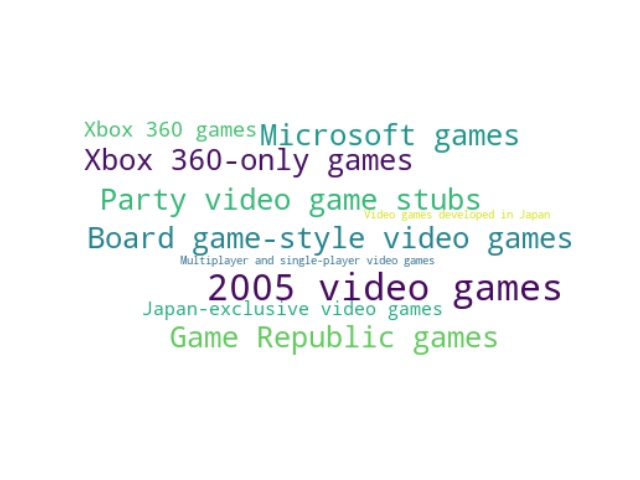 Xbox 360 games
Microsoft games
Xbox 360-only games
Party video game stubs
Video games developed in Japan
Board game-style video games
Multiplayer and single-player video games
2005 video games
Japan-exclusive video games
Game Republic games